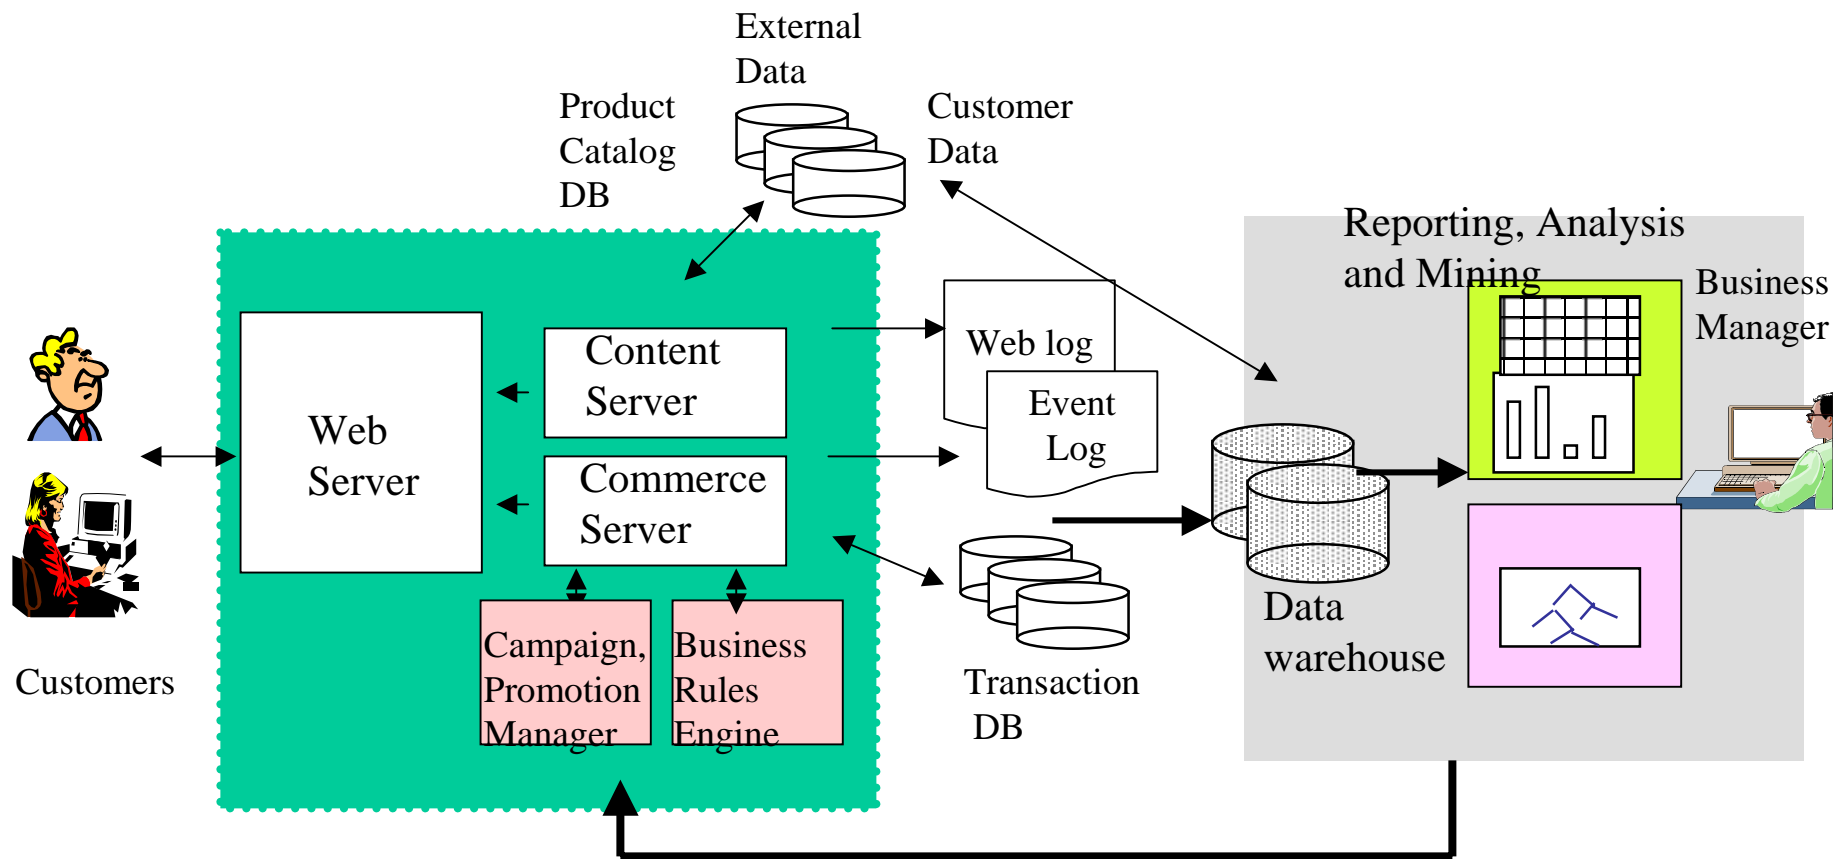 External
Data
Product
Catalog
DB
Customer
Data
Reporting, Analysis
and Mining
Business
Manager
Web
Server
Content
Server
Commerce
Server
Web log
Event
Log
Campaign,
Promotion
Manager
Business
Rules
Engine
Customers
Transaction
DB
Data
warehouse